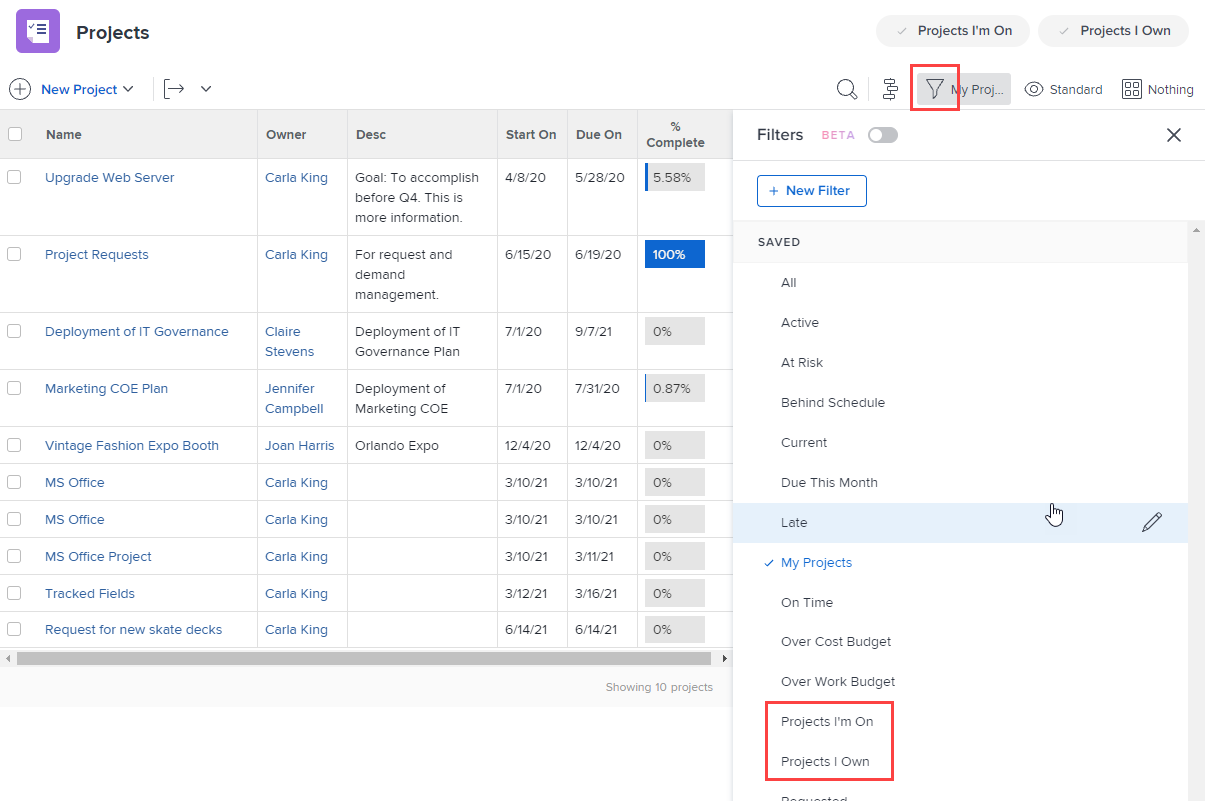 Projects
Projects I'm On
Projects I Own
New Project
My Proj...
Standard
Nothing
Name
Owner
Desc
Start On
Due On
%
Complete
Upgrade Web Server
Carla King
Goal: To accomplish
before Q4. This is
more information.
4/8/20
5/28/20
5.58%
Project Requests
Carla King
For request and
demand
management.
6/15/20
6/19/20
100%
Deployment of IT Governance
Claire
Stevens
Deployment of IT
Governance Plan
7/1/20
9/7/21
0%
Marketing COE Plan
Jennifer
Campbell
Deployment of
Marketing COE
7/1/20
7/31/20
0.87%
Vintage Fashion Expo Booth
Joan Harris
Orlando Expo
12/4/20
12/4/20
0%
MS Office
Carla King
3/10/21
3/10/21
0%
MS Office
Carla King
3/10/21
3/10/21
0%
MS Office Project
Carla King
3/10/21
3/11/21
0%
Tracked Fields
Carla King
3/12/21
3/16/21
0%
Request for new skate decks
Carla King
6/14/21
6/14/21
0%
Showing 10 projects
Filters
BETA
+ New Filter
SAVED
All
Active
At Risk
Behind Schedule
Current
Due This Month
Late
My Projects
On Time
Over Cost Budget
Over Work Budget
Projects I'm On
Projects I Own
Requested